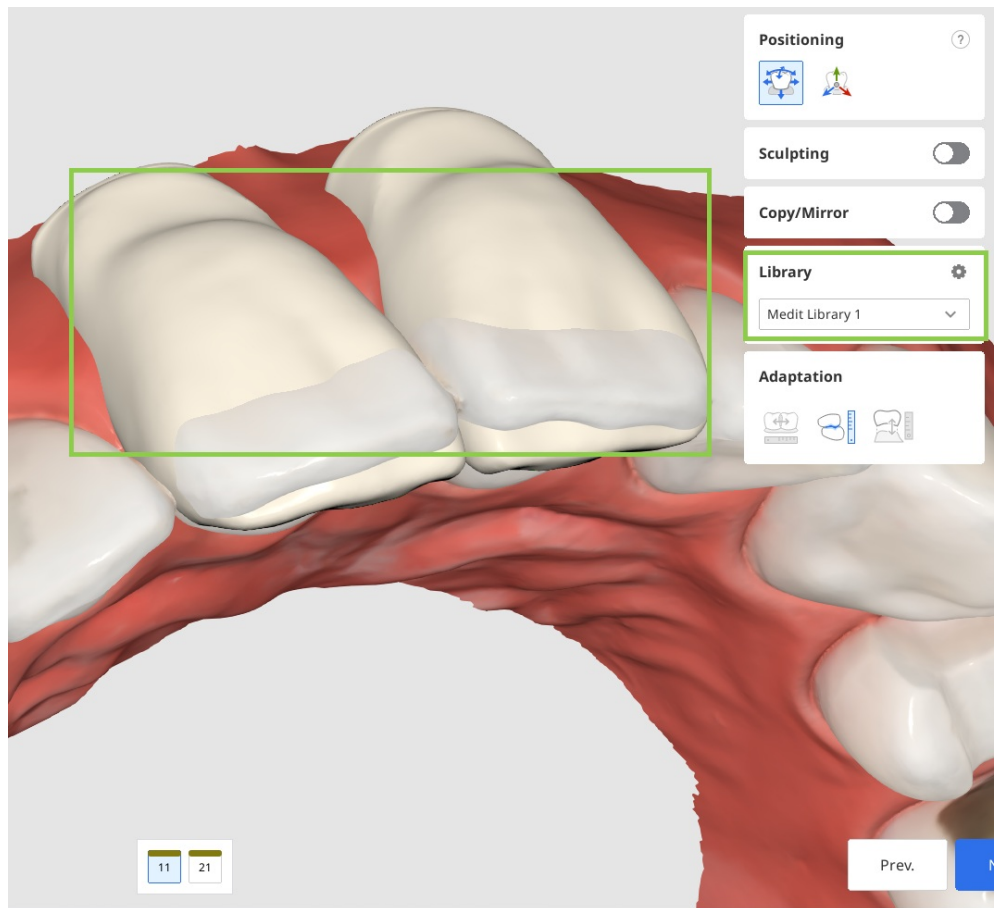 Positioning
?
Sculpting
Copy/Mirror
Library
Medit Library 1
Adaptation
11
21
Prev.
N